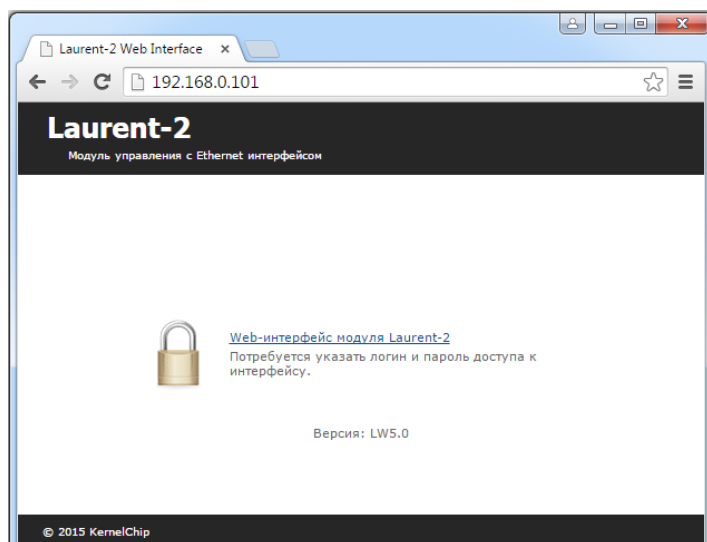 Laurent-2 Web Interface
192.168.0.101
Laurent-2
Модуль управления с Ethernet интерфейсом
Web-интерфейс модуля Laurent-2
Потребуется указать логин и пароль доступа к
интерфейсу.
Версия: LW5.0
© 2015 KernelChip